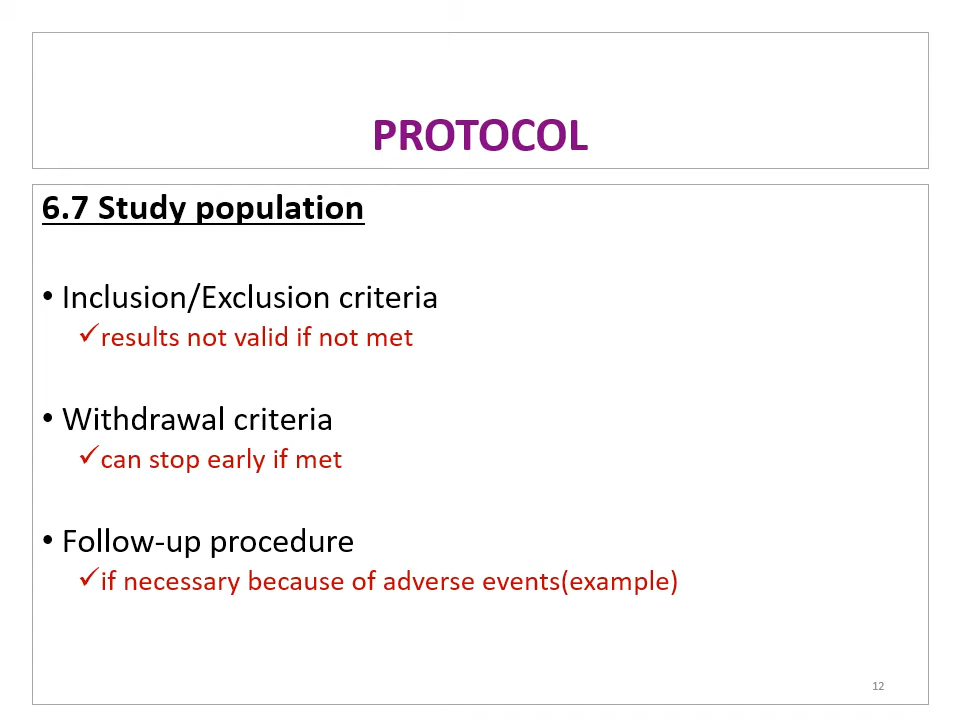 PROTOCOL
6.7 Study population
• Inclusion/Exclusion criteria
✓results not valid if not met
• Withdrawal criteria
✓can stop early if met
• Follow-up procedure
✓if necessary because of adverse events(example)
12